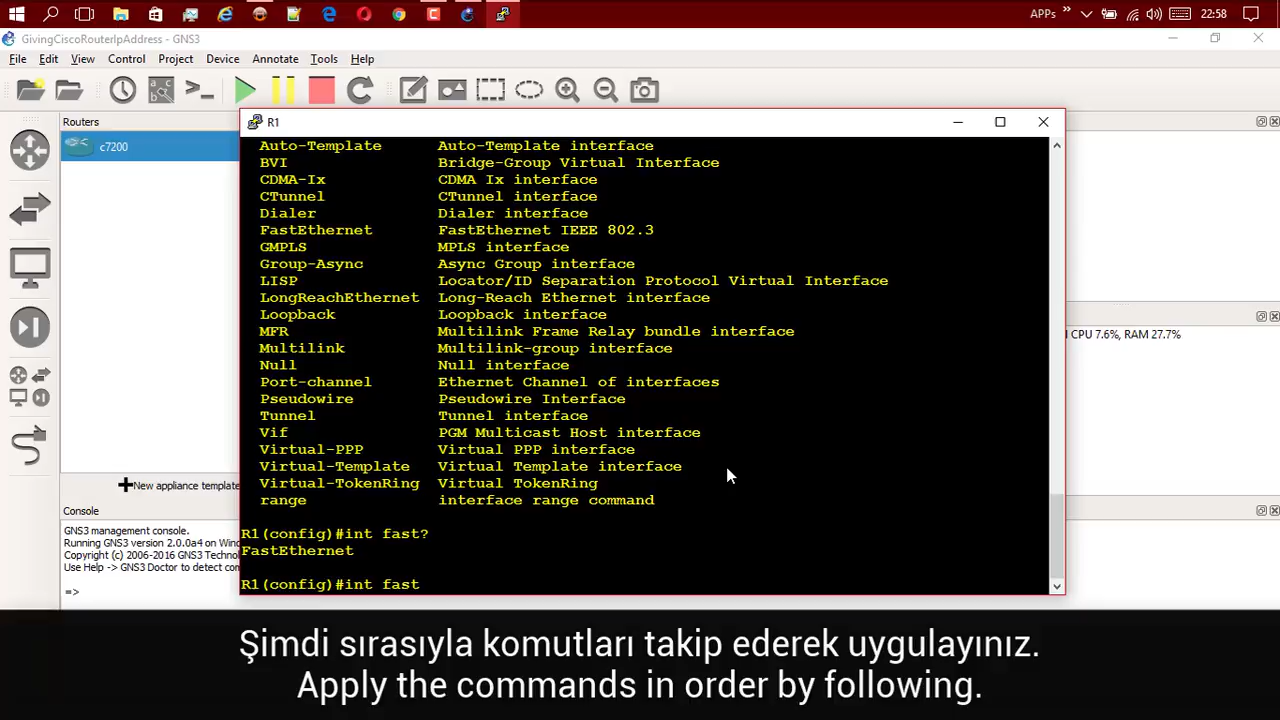 APPs
22:58
GivingCiscoRouterIpAddress - GNS3
File Edit View Control Project Device Annotate Tools Help
Routers
c7200
R1
Auto-Template Auto-Template interface
BVI Bridge-Group Virtual Interface
CDMA-Ix CDMA Ix interface
CTunnel CTunnel interface
Dialer Dialer interface
FastEthernet FastEthernet IEEE 802.3
GMPLS MPLS interface
Group-Async Async Group interface
LISP Locator/ID Separation Protocol Virtual Interface
LongReachEthernet Long-Reach Ethernet interface
Loopback Loopback interface
MFR Multilink Frame Relay bundle interface
Multilink Multilink-group interface
Null Null interface
Port-channel Ethernet Channel of interfaces
Pseudowire Pseudowire Interface
Tunnel Tunnel interface
Vif PGM Multicast Host interface
Virtual-PPP Virtual PPP interface
Virtual-Template Virtual Template interface
Virtual-TokenRing Virtual TokenRing
range interface range command
R1(config)#int fast?
FastEthernet
R1(config)#int fast
CPU 7.6%, RAM 27.7%
New appliance template
Console
GNS3 management console.
Running GNS3 version 2.0.0a4 on
Copyright (c) 2006-2016 GNS3
Use Help -> GNS3 Doctor to detect
=>
Şimdi sırasıyla komutları takip ederek uygulayınız.
Apply the commands in order by following.